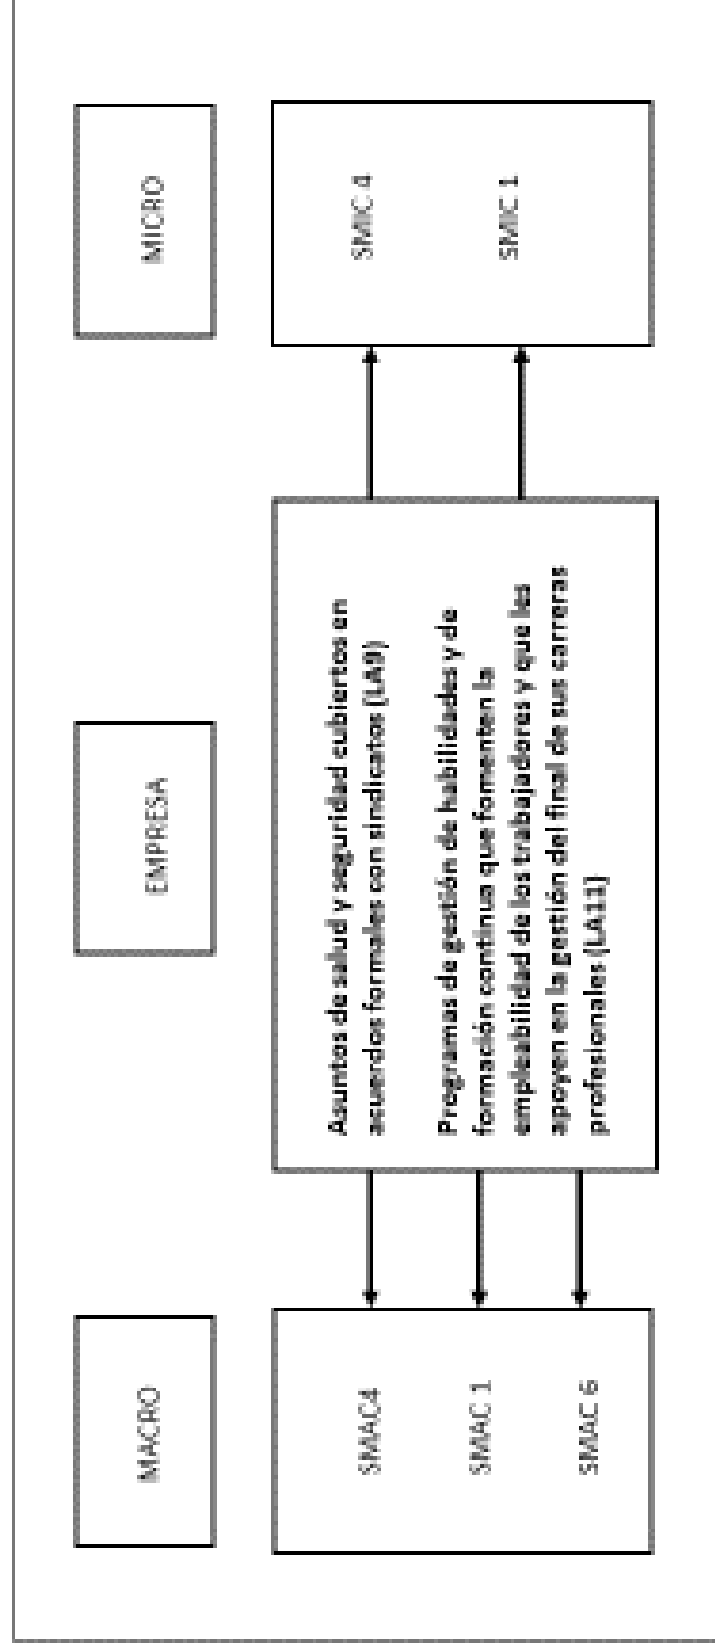 MACRO
EMPRESA
MICRO
SMAC4
SMAC 1
SMAC 6
Asuntos de salud y seguridad cubiertos en
acuerdos formales con sindicatos (LA9)
Programas de gestión de habilidades y de
formación continua que fomenten la
empleabilidad de los trabajadores y que les
apoyen en la gestión del final de sus carreras
profesionales (LA11)
SMIC 4
SMIC 1